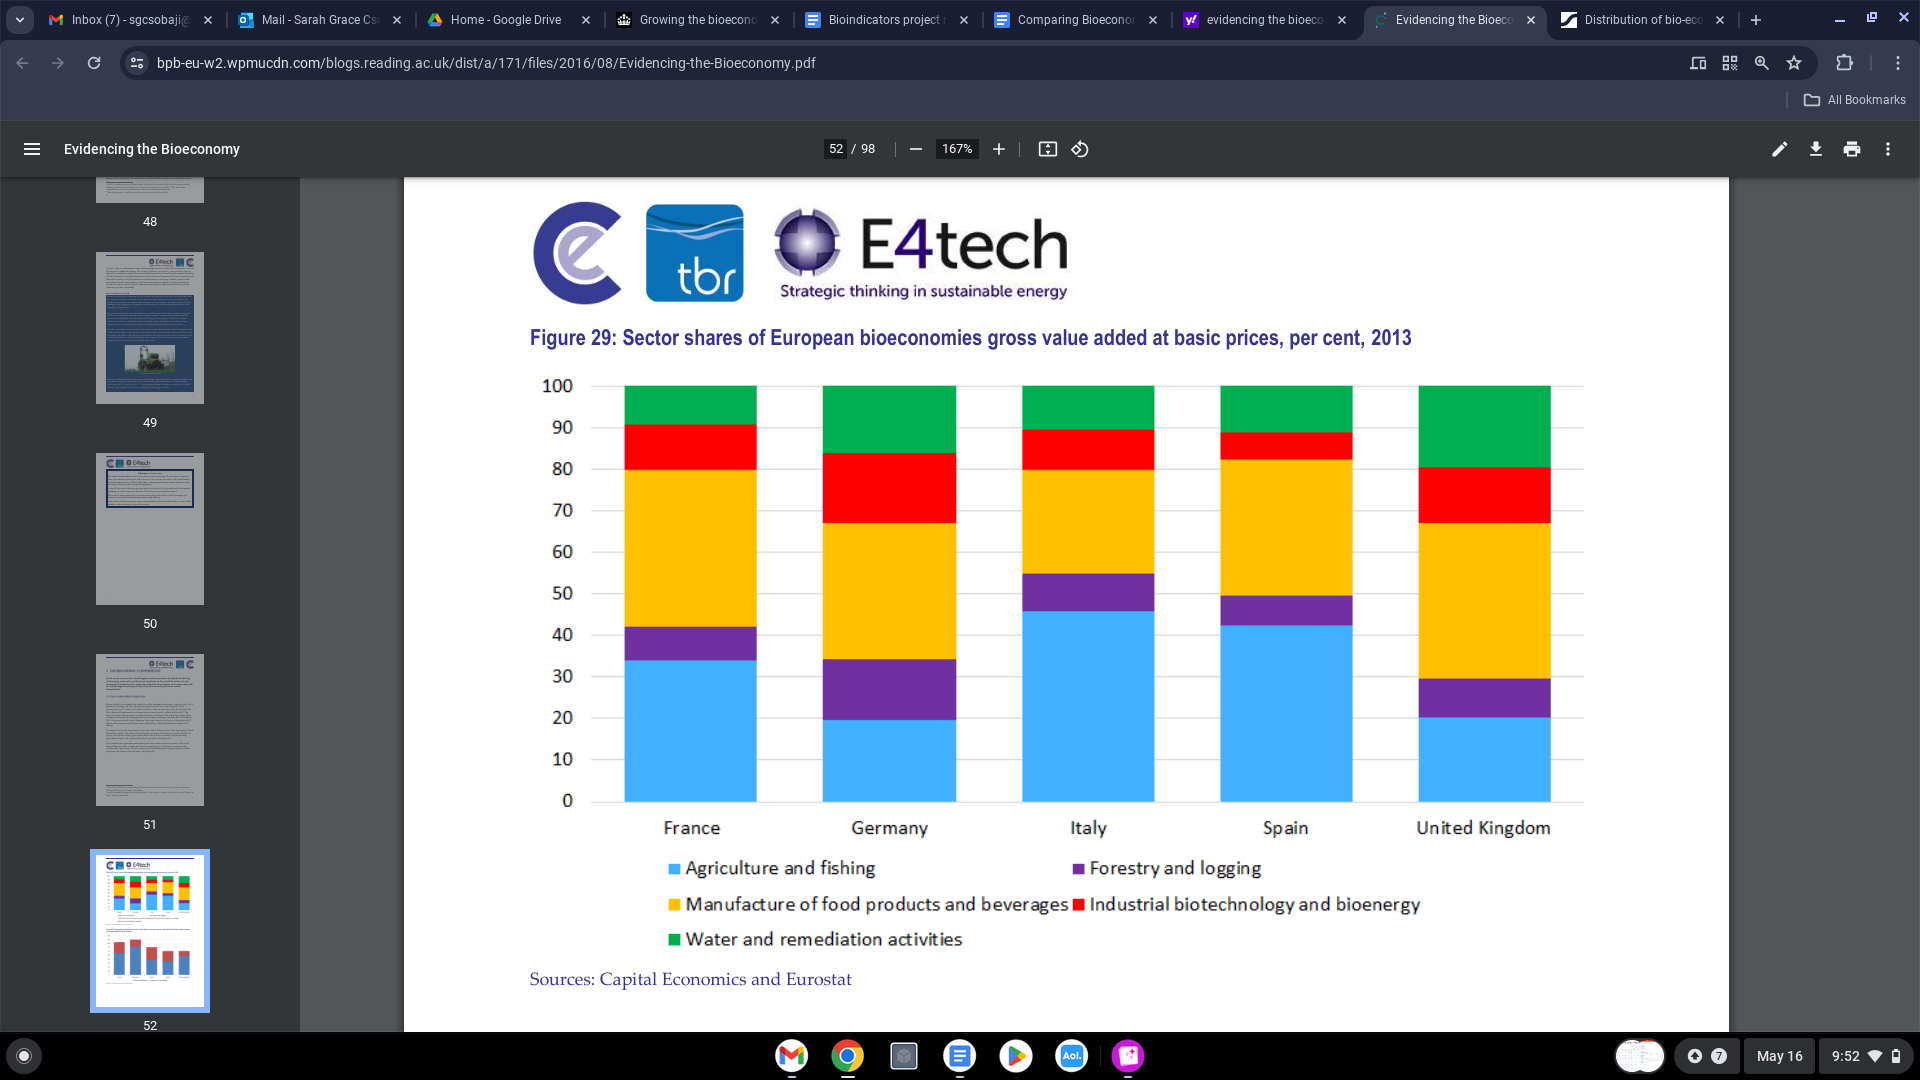 Inbox (7) - sgcsobaji@
Mail - Sarah Grace Cs
Home - Google Drive
Growing the bioecono
Bioindicators project r
Comparing Bioecono
evidencing the bioeco
Evidencing the Bioeco
Distribution of bio-eco
bpb-eu-w2.wpmucdn.com/blogs.reading.ac.uk/dist/a/171/files/2016/08/Evidencing-the-Bioeconomy.pdf
All Bookmarks
Evidencing the Bioeconomy
52 / 98
167%
48
49
50
51
52
e
tbr
E4tech
Strategic thinking in sustainable energy
Figure 29: Sector shares of European bioeconomies gross value added at basic prices, per cent, 2013
100
90
80
70
60
50
40
30
20
10
0
France Germany Italy Spain United Kingdom
Agriculture and fishing Forestry and logging
Manufacture of food products and beverages Industrial biotechnology and bioenergy
Water and remediation activities
Sources: Capital Economics and Eurostat
Aol.
7
May 16
9:52